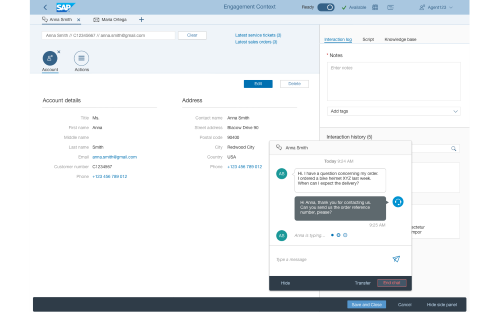 SAP
Engagement Context
Ready
Available
Agent123
Anna Smith ×
Maria Ortega
+
Anna Smith // C1234567 // anna.smith@gmail.com
Clear
Latest service tickets (3)
Latest sales orders (3)
Account
Actions
Edit
Delete
Account details
Title Ms.
First name Anna
Middle name
Last name Smith
Email anna.smith@gmail.com
Customer number C1234567
Phone +123 456 789 012
Address
Contact name Anna Smith
Street address
Postal code
City Redwood City
Country USA
Phone +123 456 789 012
Interaction log
Script
Knowledge base
* Notes
Enter notes
Add tags
Interaction history (5)
Anna Smith
Today 9:24 AM
AS
Hi, I have a question concerning my order.
I ordered a bike helmet XYZ last week.
When can I expect the delivery?
Hi Anna, thank you for contacting us.
Can you send us the order reference
number, please?
9:25 AM
AS
Anna is typing...
Type a message
Hide
Transfer
End chat
Save and Close
Cancel
Hide side panel